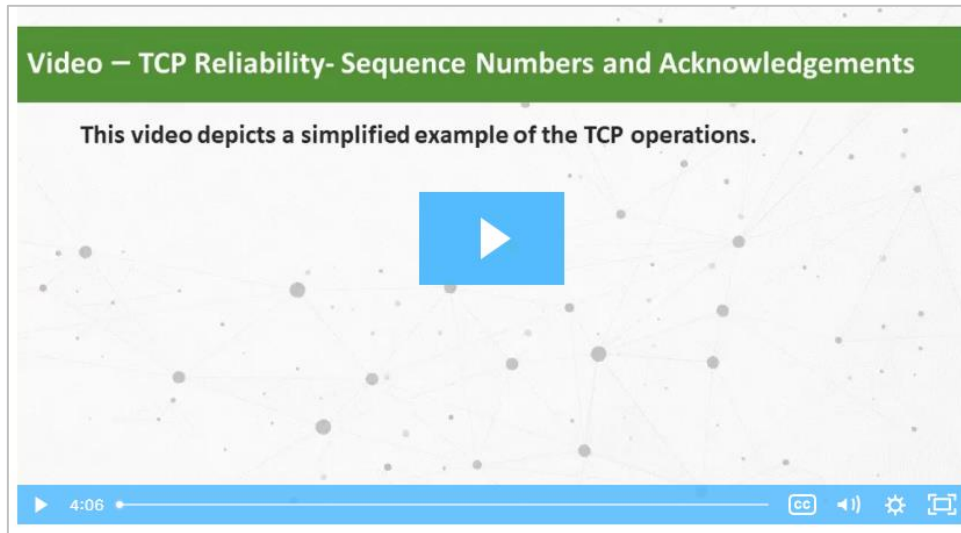 Video – TCP Reliability- Sequence Numbers and Acknowledgements
This video depicts a simplified example of the TCP operations.
4:06
CC